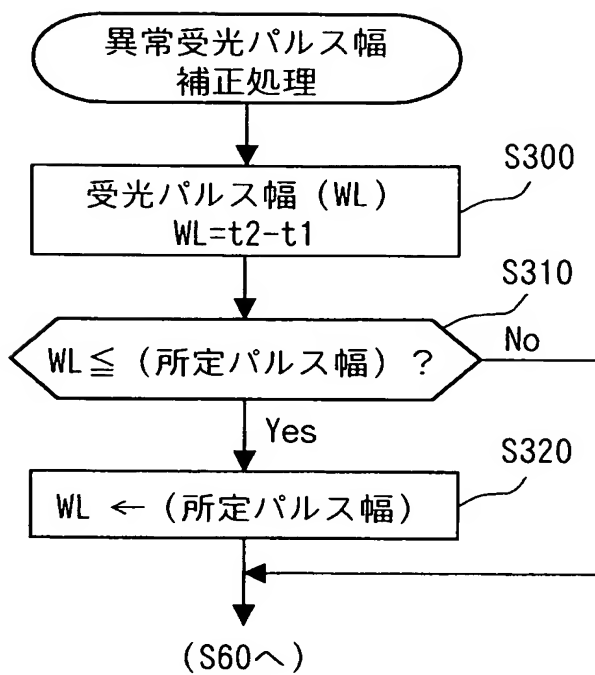 異常受光パルス幅
補正処理
S300
受光パルス幅(WL)
WL=t2-t1
S310
WL≦(所定パルス幅)?
No
Yes
S320
WL ← (所定パルス幅)
(S60へ)